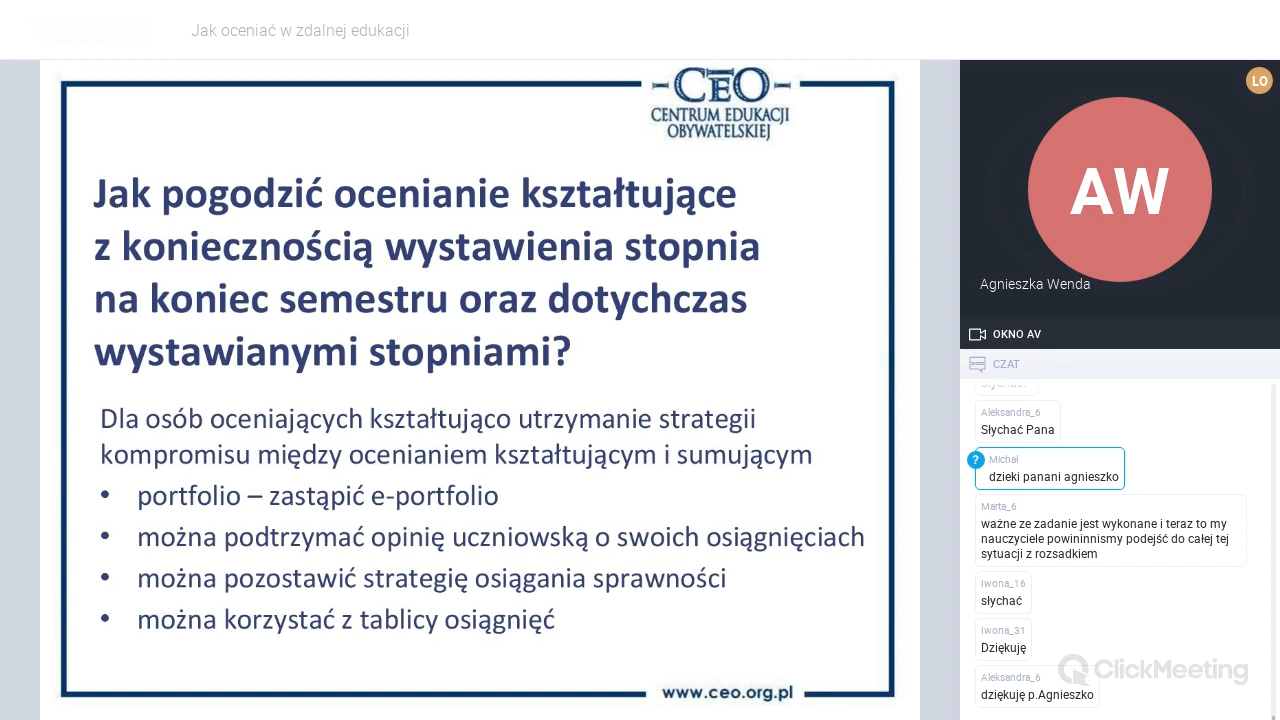 Jak oceniać w zdalnej edukacji
CEO
CENTRUM EDUKACJI
OBYWATELSKIEJ
Jak pogodzić ocenianie kształtujące
z koniecznością wystawienia stopnia
na koniec semestru oraz dotychczas
wystawianymi stopniami?
Dla osób oceniających kształtująco utrzymanie strategii
kompromisu między ocenianiem kształtującym i sumującym
• portfolio – zastąpić e-portfolio
• można podtrzymać opinię uczniowską o swoich osiągnięciach
• można pozostawić strategię osiągania sprawności
• można korzystać z tablicy osiągnięć
www.ceo.org.pl
LO
AW
Agnieszka Wenda
OKNO AV
CZAT
Aleksandra_6
Słychać Pana
?
Michał
dzieki panani agnieszko
Marta_6
ważne ze zadanie jest wykonane i teraz to my
nauczyciele powininnismy podejść do całej tej
sytuacji z rozsadkiem
Iwona_16
słychać
Iwona_31
Dziękuję
Aleksandra_6
dziękuję p.Agnieszko
ClickMeeting